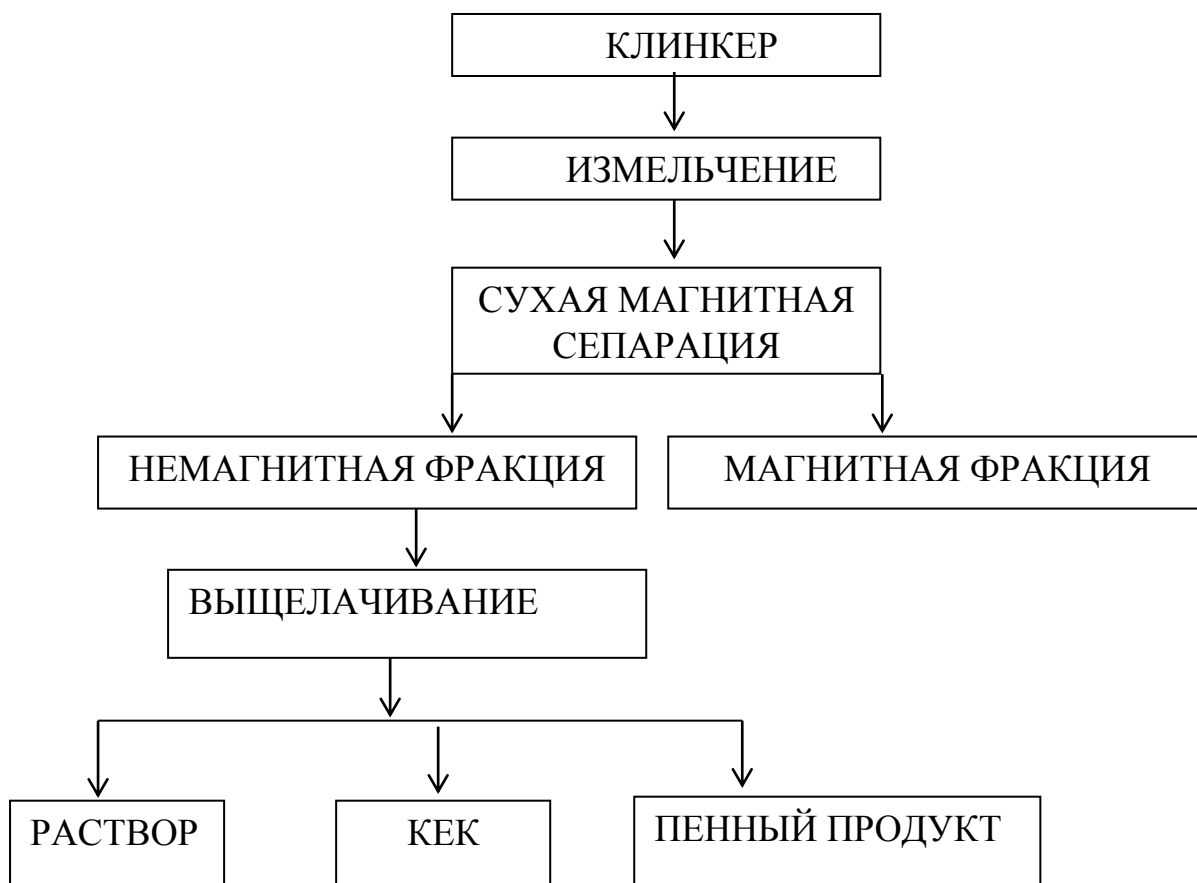 КЛИНКЕР
ИЗМЕЛЬЧЕНИЕ
СУХАЯ МАГНИТНАЯ
СЕПАРАЦИЯ
НЕМАГНИТНАЯ ФРАКЦИЯ
МАГНИТНАЯ ФРАКЦИЯ
ВЫЩЕЛАЧИВАНИЕ
РАСТВОР
КЕК
ПЕННЫЙ ПРОДУКТ